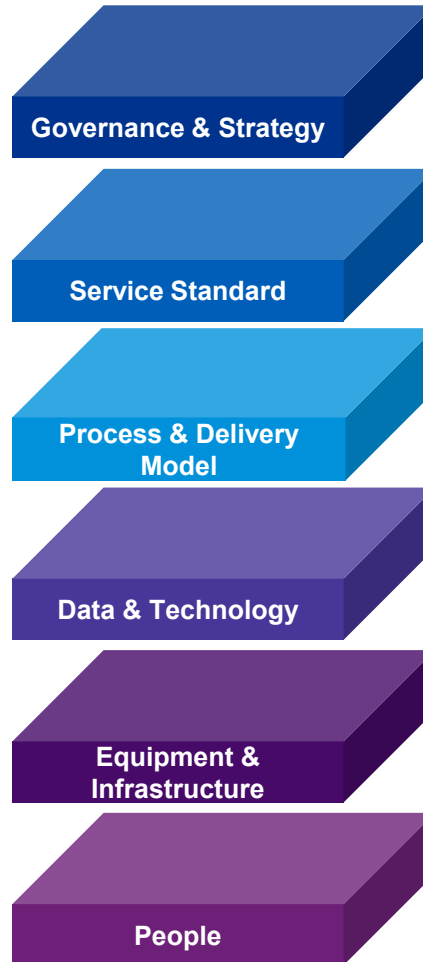 Governance & Strategy
Service Standard
Process & Delivery
Model
Data & Technology
Equipment &
Infrastructure
People